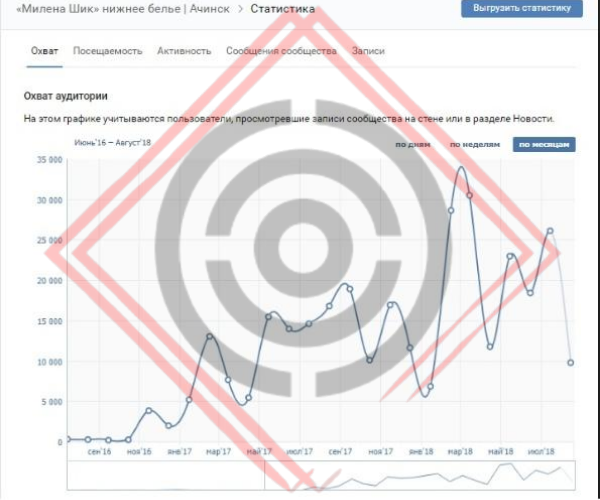 «Милена Шик» нижнее белье | Ачинск > Статистика
Выгрузить статистику
Охват Посещаемость Активность Сообщения сообщества Записи
Охват аудитории
На этом графике учитываются пользователи, просмотревшие записи сообщества на стене или в разделе Новости.
Июнь'16 — Август'18
по дням по неделям по месяцам
35 000
30 000
25 000
20 000
15 000
10 000
5 000
0
сен'16 ноя'16 янв'17 мар'17 май'17 июл'17 сен'17 ноя'17 янв'18 мар'18 май'18 июл'18